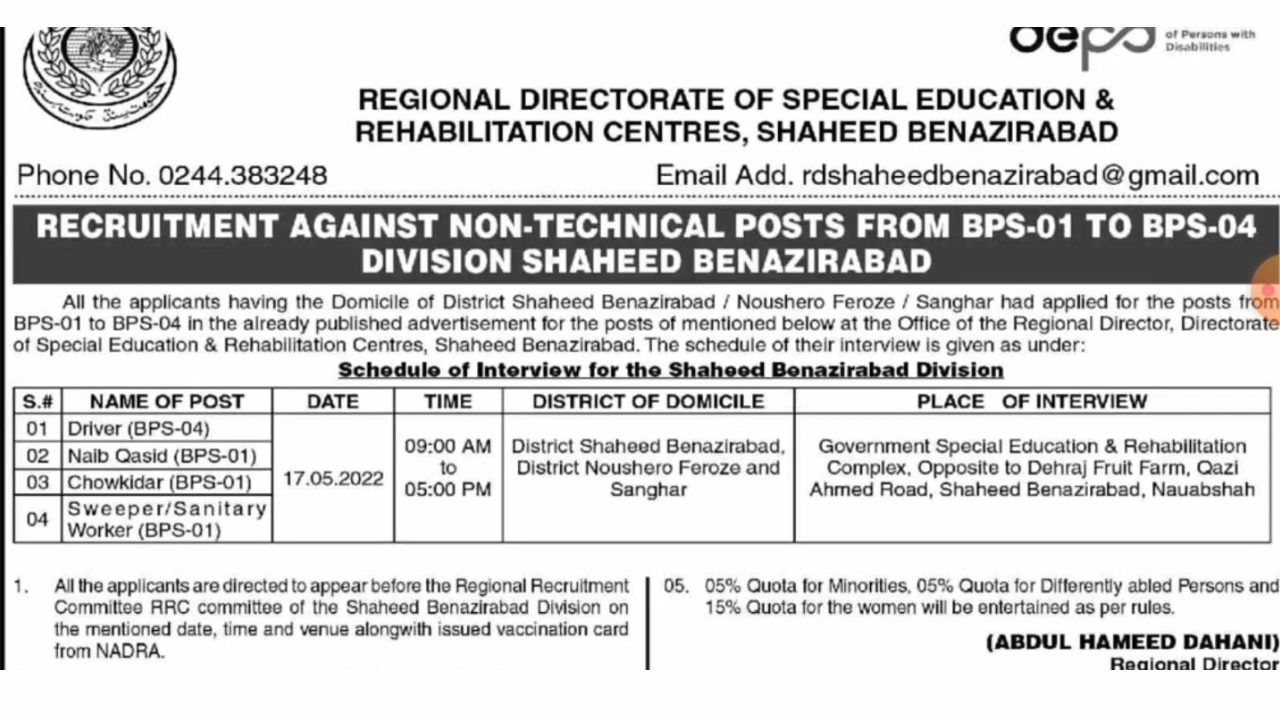 of Persons with
Disabilities
REGIONAL DIRECTORATE OF SPECIAL EDUCATION &
REHABILITATION CENTRES, SHAHEED BENAZIRABAD
Phone No. 0244.383248
Email Add. rdshaheedbenazirabad@gmail.com
RECRUITMENT AGAINST NON-TECHNICAL POSTS FROM BPS-01 TO BPS-04
DIVISION SHAHEED BENAZIRABAD
All the applicants having the Domicile of District Shaheed Benazirabad / Noushero Feroze / Sanghar had applied for the posts from
BPS-01 to BPS-04 in the already published advertisement for the posts of mentioned below at the Office of the Regional Director, Directorate
of Special Education & Rehabilitation Centres, Shaheed Benazirabad. The schedule of their interview is given as under:
Schedule of Interview for the Shaheed Benazirabad Division
S.# NAME OF POST DATE TIME DISTRICT OF DOMICILE PLACE OF INTERVIEW
01 Driver (BPS-04)
02 Naib Qasid (BPS-01)
03 Chowkidar (BPS-01)
04 Sweeper/Sanitary
Worker (BPS-01)
17.05.2022
09:00 AM
to
05:00 PM
District Shaheed Benazirabad,
District Noushero Feroze and
Sanghar
Government Special Education & Rehabilitation
Complex, Opposite to Dehraj Fruit Farm, Qazi
Ahmed Road, Shaheed Benazirabad, Nauabshah
1. All the applicants are directed to appear before the Regional Recruitment
Committee RRC committee of the Shaheed Benazirabad Division on
the mentioned date, time and venue alongwith issued vaccination card
from NADRA.
05. 05% Quota for Minorities, 05% Quota for Differently abled Persons and
15% Quota for the women will be entertained as per rules.
(ABDUL HAMEED DAHANI)
Regional Director